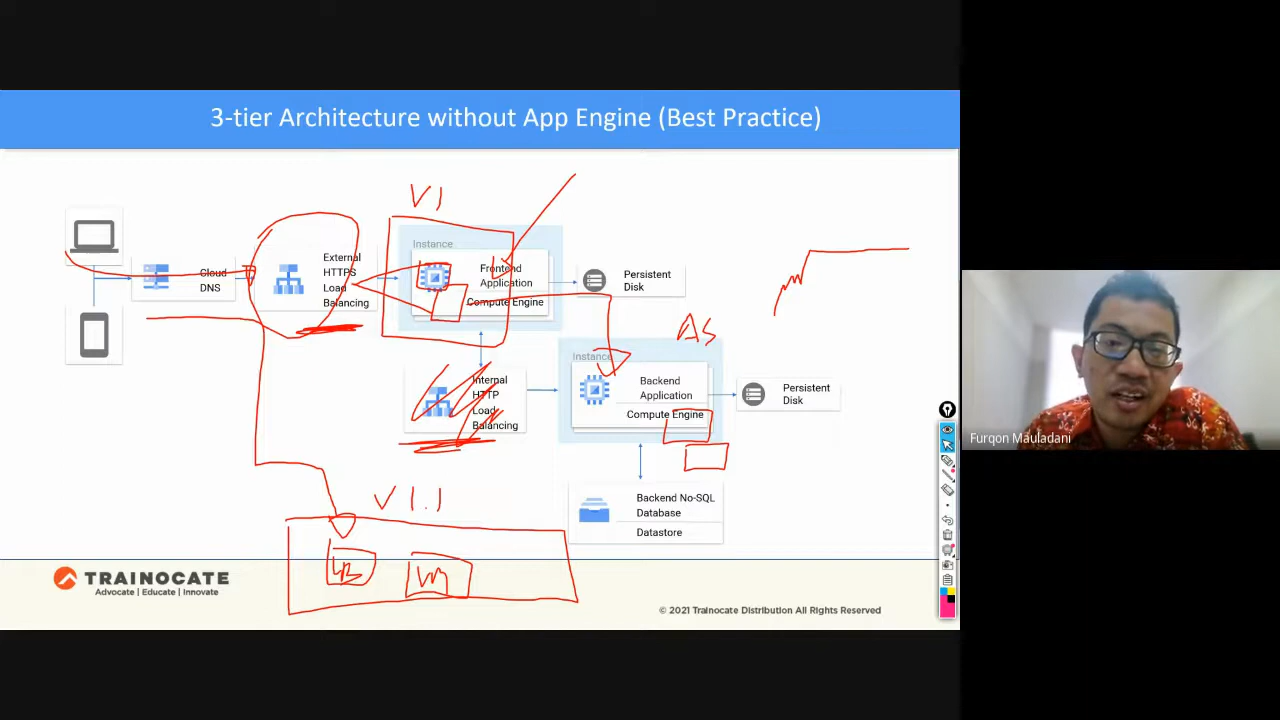 3-tier Architecture without App Engine (Best Practice)
V1
Instance
External
HTTPS
Load
Balancing
Cloud
DNS
Frontend
Application
Compute Engine
Persistent
Disk
AS
Instance
Internal
HTTP
Load
Balancing
Backend
Application
Compute Engine
Persistent
Disk
Furqon Mauladani
V1.1
Backend No-SQL
Database
Datastore
LB
VM
TRAINOCATE
Advocate | Educate | Innovate
© 2021 Trainocate Distribution All Rights Reserved